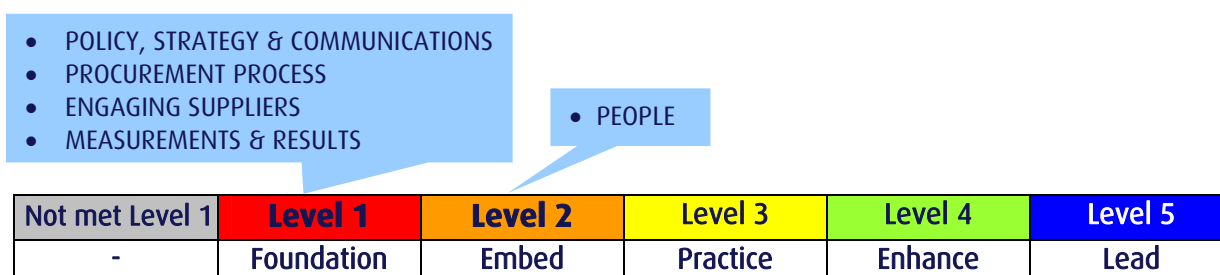 • POLICY, STRATEGY & COMMUNICATIONS
• PROCUREMENT PROCESS
• ENGAGING SUPPLIERS
• MEASUREMENTS & RESULTS
• PEOPLE
Not met Level 1 Level 1 Level 2 Level 3 Level 4 Level 5
- Foundation Embed Practice Enhance Lead